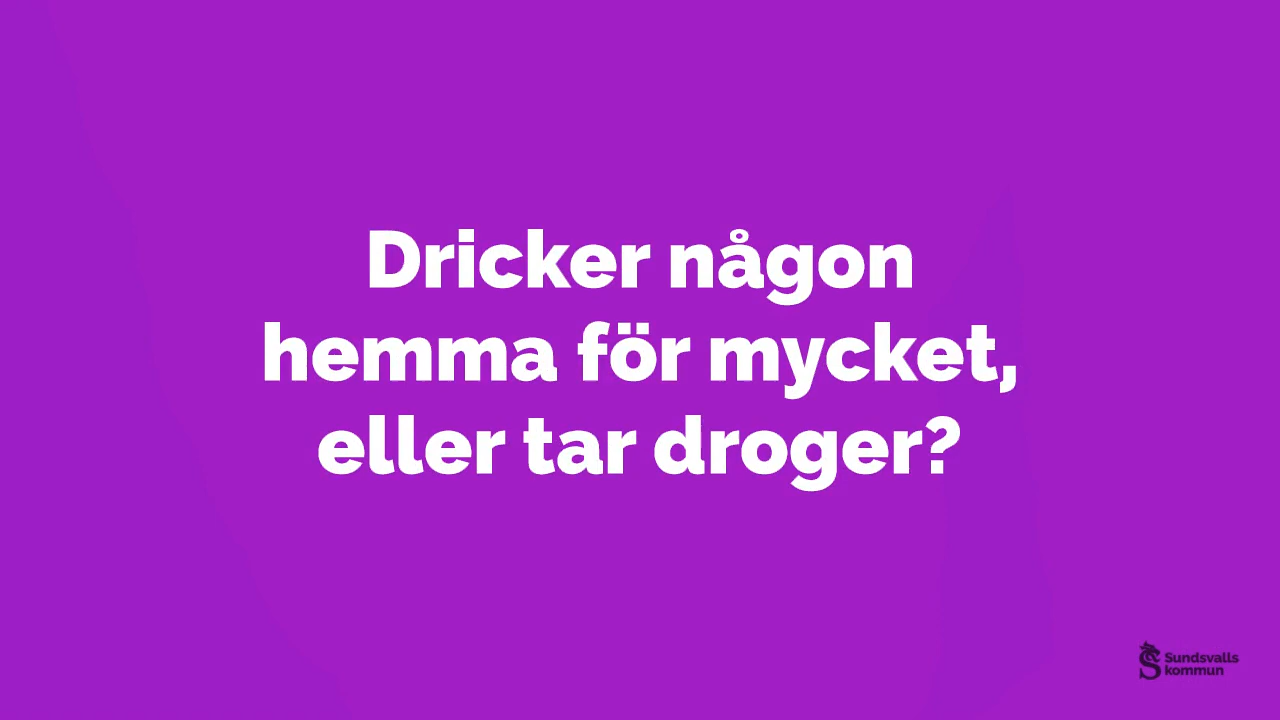 Dricker någon
hemma för mycket,
eller tar droger?
Sundsvalls
kommun